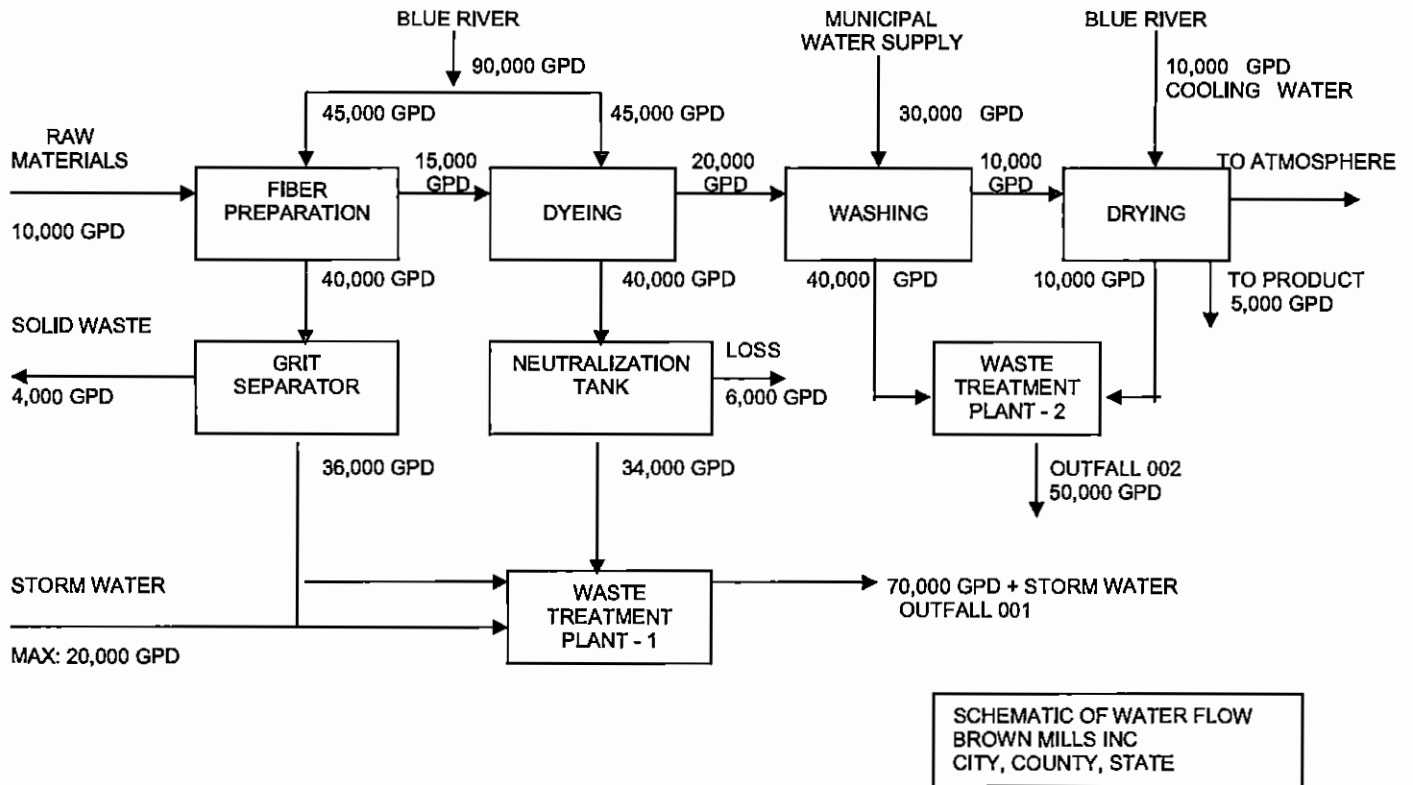 BLUE RIVER
90,000 GPD
45,000 GPD
45,000 GPD
MUNICIPAL
WATER SUPPLY
30,000 GPD
BLUE RIVER
10,000 GPD
COOLING WATER
RAW
MATERIALS
10,000 GPD
FIBER
PREPARATION
15,000
GPD
DYEING
20,000
GPD
WASHING
10,000
GPD
DRYING
TO ATMOSPHERE
40,000 GPD
40,000 GPD
40,000 GPD
10,000 GPD
TO PRODUCT
5,000 GPD
SOLID WASTE
4,000 GPD
GRIT
SEPARATOR
NEUTRALIZATION
TANK
LOSS
6,000 GPD
WASTE
TREATMENT
PLANT - 2
36,000 GPD
34,000 GPD
OUTFALL 002
50,000 GPD
STORM WATER
MAX: 20,000 GPD
WASTE
TREATMENT
PLANT - 1
70,000 GPD + STORM WATER
OUTFALL 001
SCHEMATIC OF WATER FLOW
BROWN MILLS INC
CITY, COUNTY, STATE